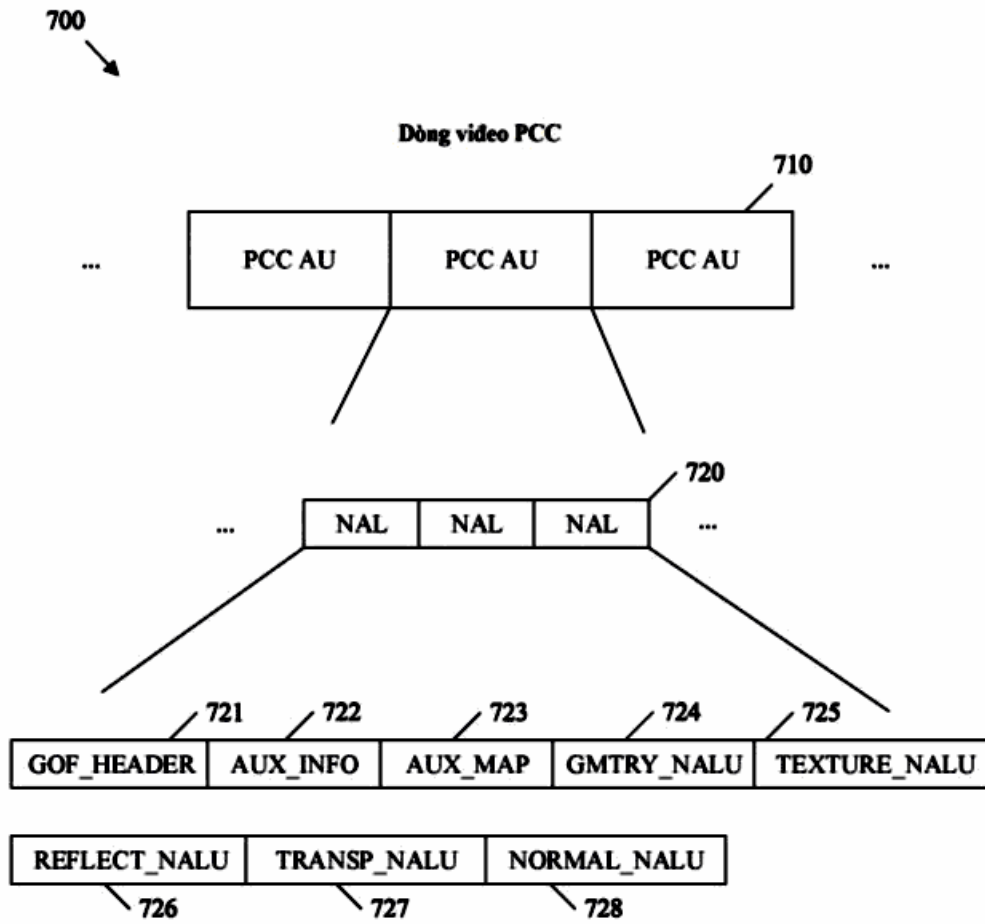 700
Dòng video PCC
710
... PCC AU PCC AU PCC AU ...
720
... NAL NAL NAL ...
721 722 723 724 725
GOF_HEADER AUX_INFO AUX_MAP GMTRY_NALU TEXTURE_NALU
REFLECT_NALU TRANSP_NALU NORMAL_NALU
726 727 728